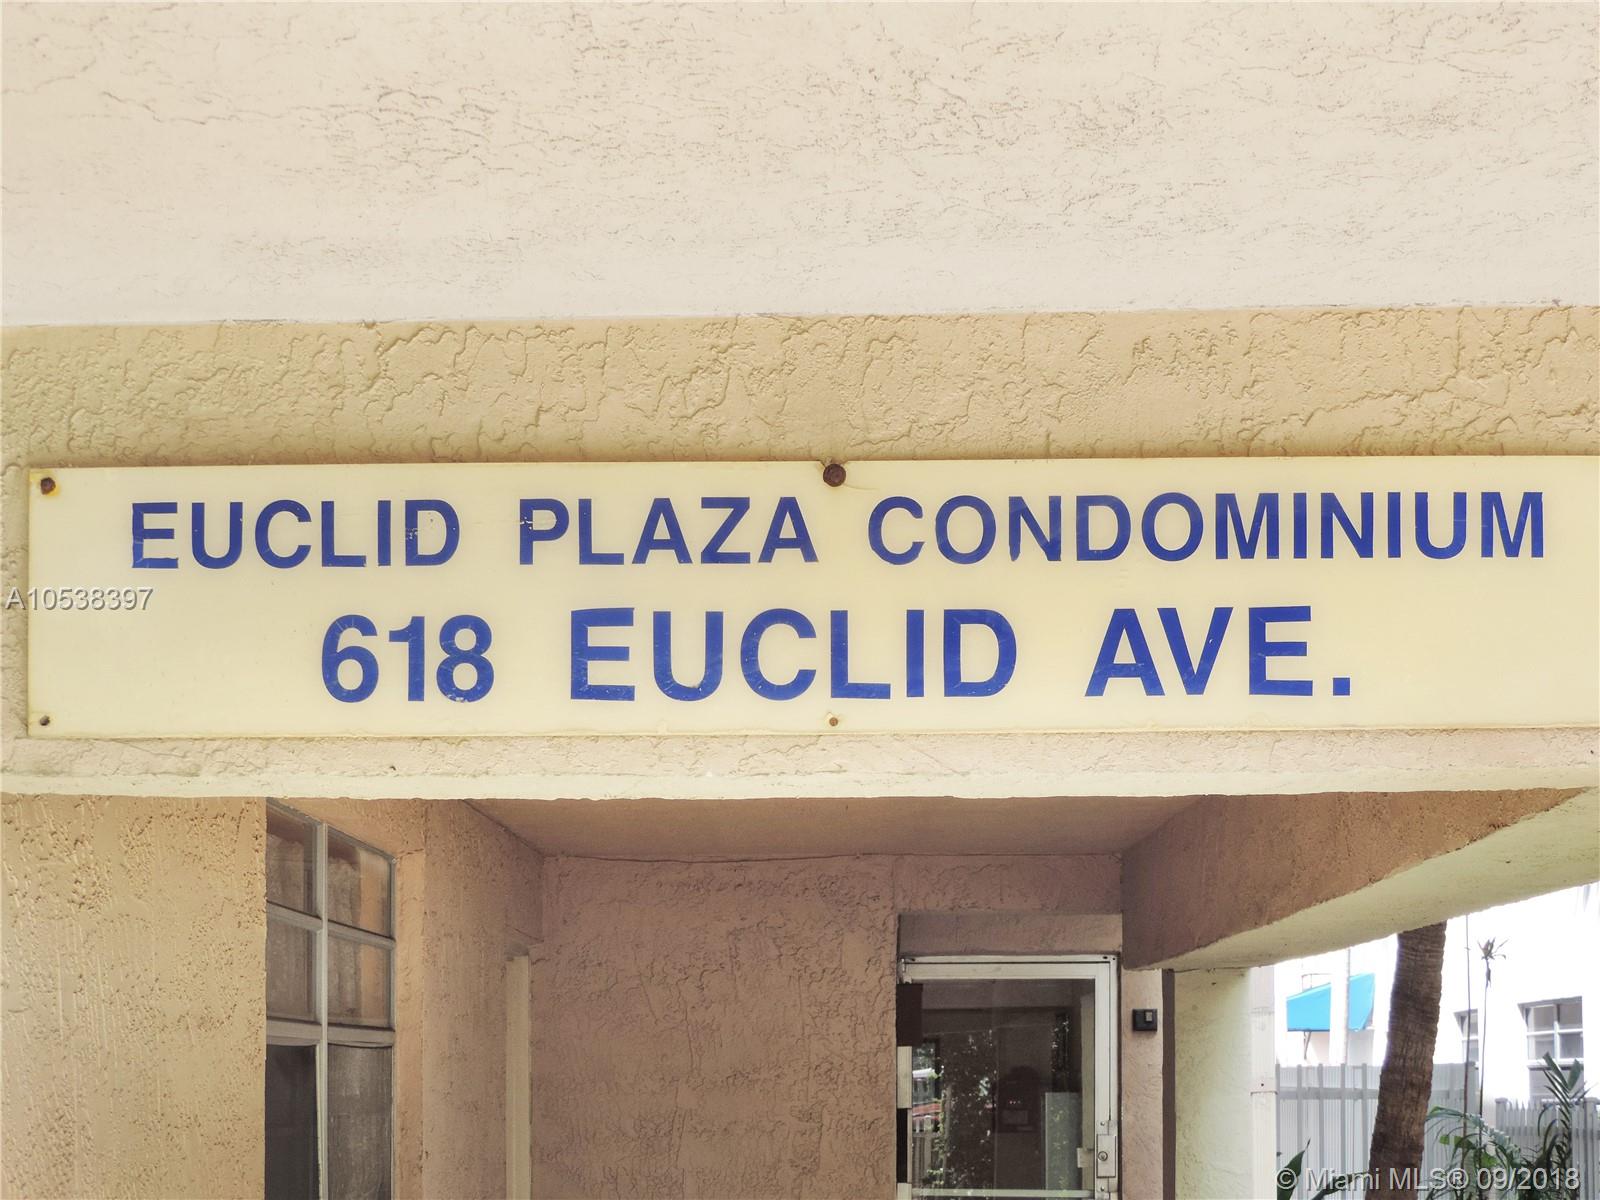 EUCLID PLAZA CONDOMINIUM
618 EUCLID AVE.
A10538397
© Miami MLS® 09/2018